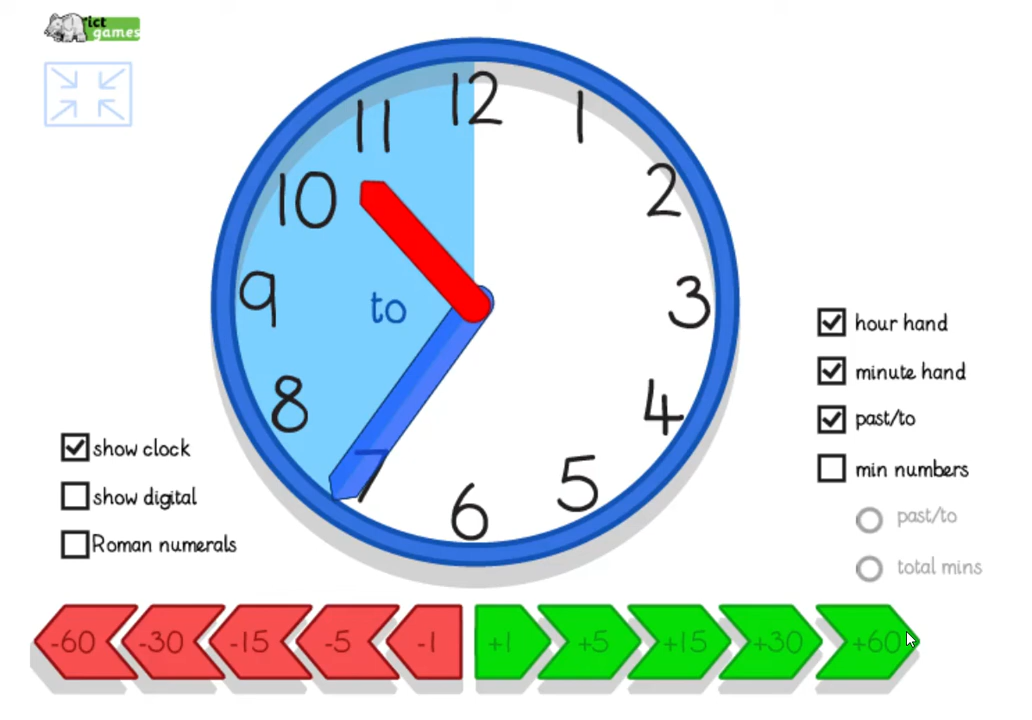 ict
games
12
11
1
10
2
9
to
3
8
4
7
5
6
hour hand
minute hand
past/to
min numbers
past/to
total mins
show clock
show digital
Roman numerals
-60 -30 -15 -5 -1 +1 +5 +15 +30 +60